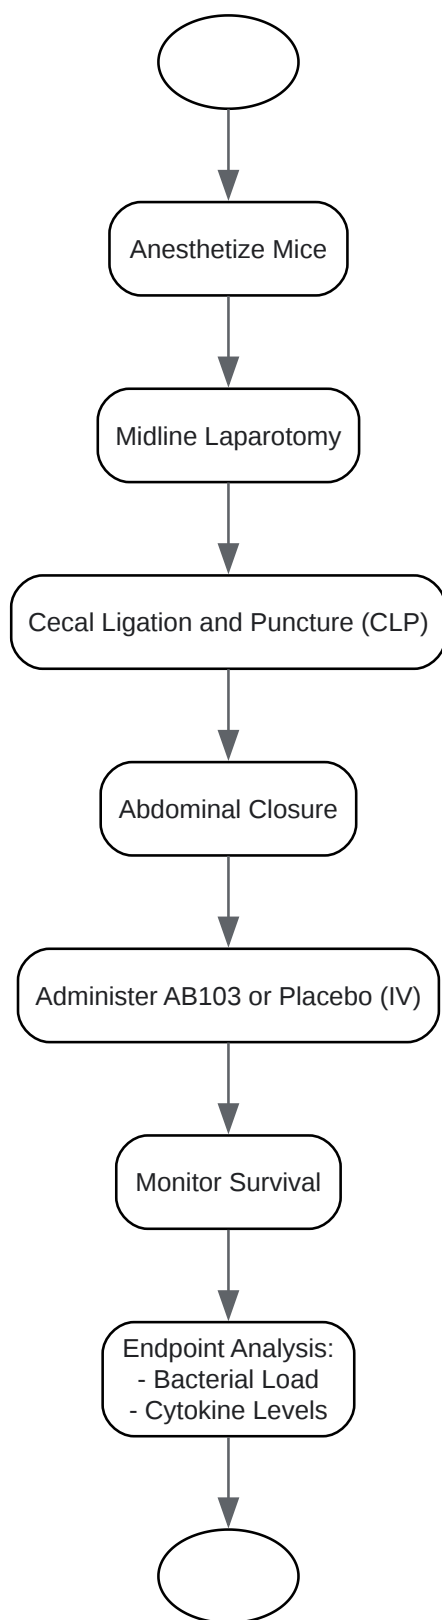 Anesthetize Mice
Midline Laparotomy
Cecal Ligation and Puncture (CLP)
Abdominal Closure
Administer AB103 or Placebo (IV)
Monitor Survival
Endpoint Analysis:
- Bacterial Load
- Cytokine Levels